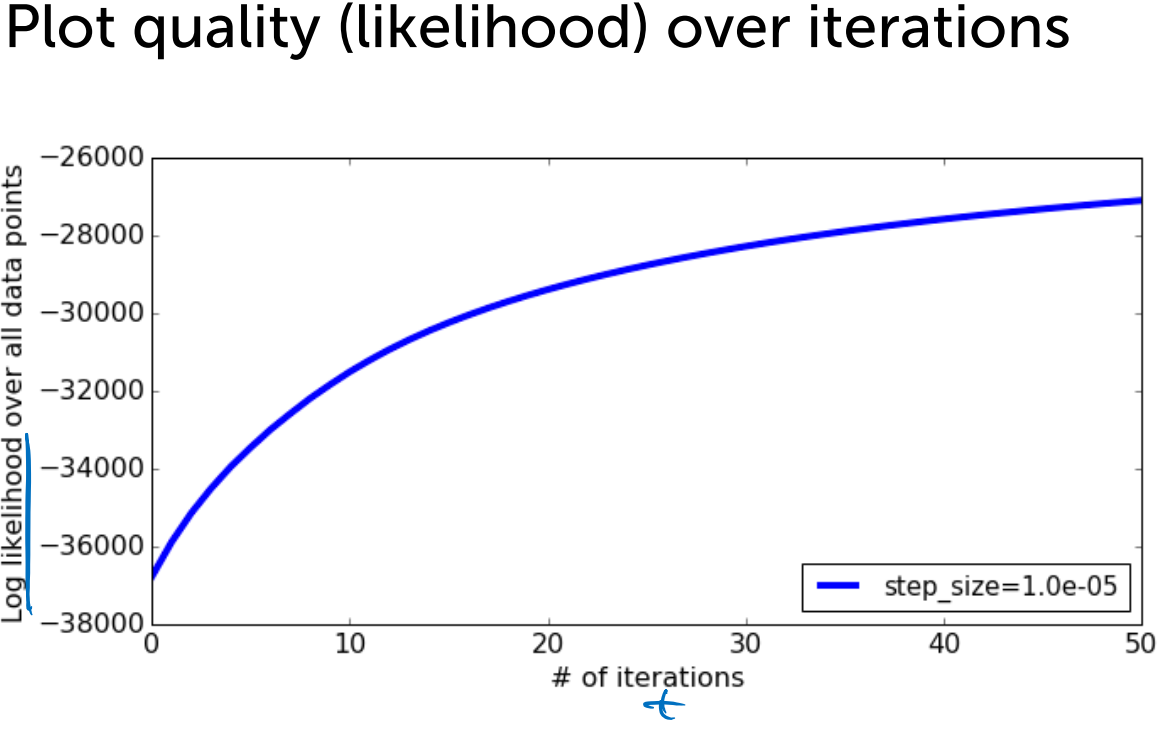 Plot quality (likelihood) over iterations
Log likelihood over all data points
−26000
−28000
−30000
−32000
−34000
−36000
−38000
step_size=1.0e-05
0 10 20 30 40 50
# of iterations
t